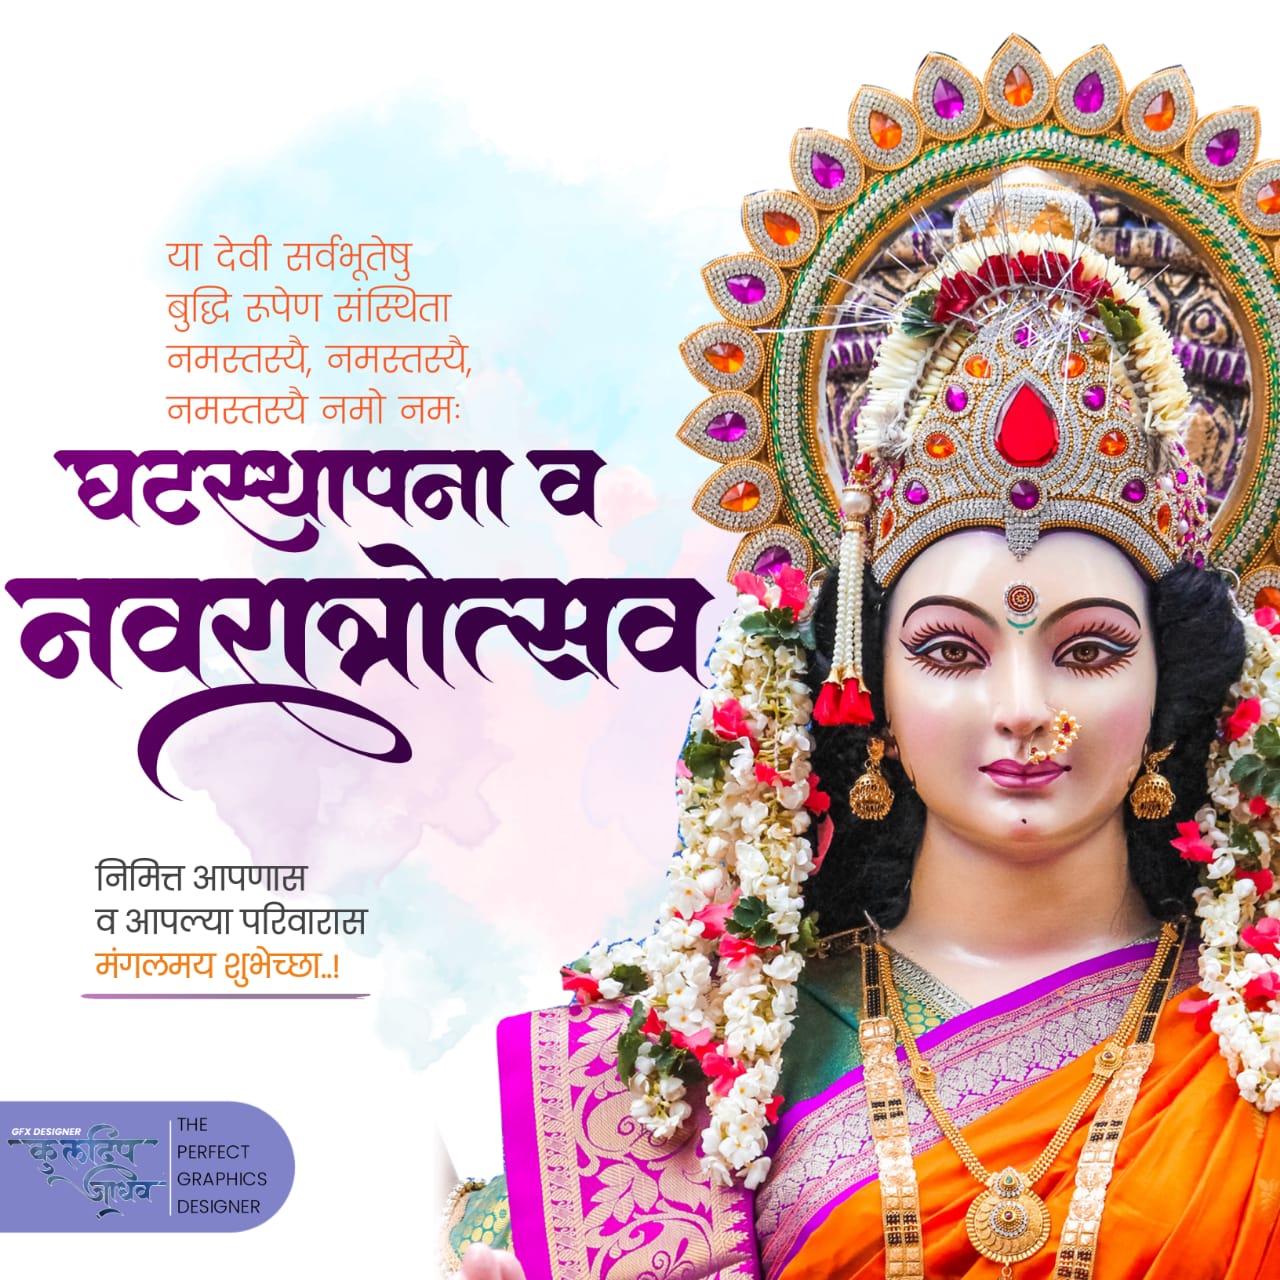 या देवी सर्वभूतेषु
बुद्धि रूपेण संस्थिता
नमस्तस्यै, नमस्तस्यै,
नमस्तस्यै नमो नमः
घटस्थापना व
नवरात्रोत्सव
निमित्त आपणास
व आपल्या परिवारास
मंगलमय शुभेच्छा..!
GFX DESIGNER
कुलदिप
जाधव
THE
PERFECT
GRAPHICS
DESIGNER